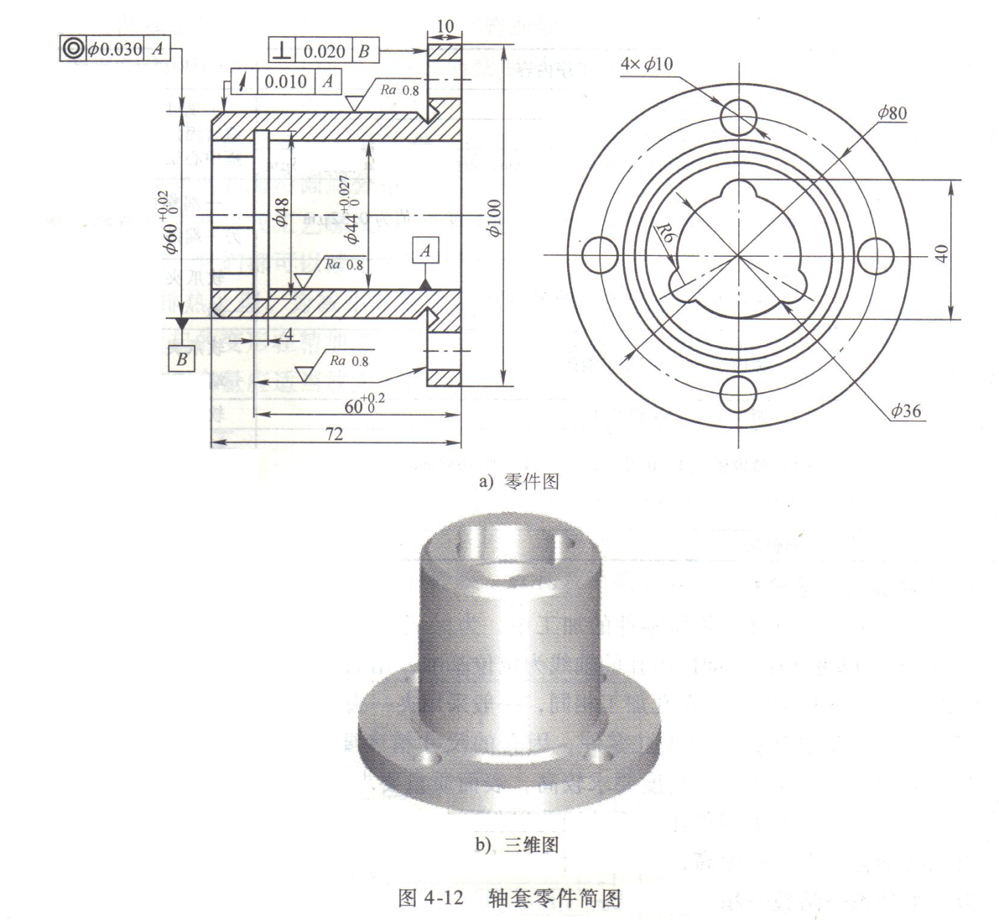 ◎ ϕ0.030 A
⊥ 0.020 B
10
↗ 0.010 A
Ra 0.8
4×ϕ10
ϕ80
ϕ60 +0.02 0
ϕ48
ϕ44 +0.027 0
ϕ100
R6
40
A
Ra 0.8
4
B
Ra 0.8
60 +0.2 0
72
ϕ36
a) 零件图
b) 三维图
图 4-12 轴套零件简图